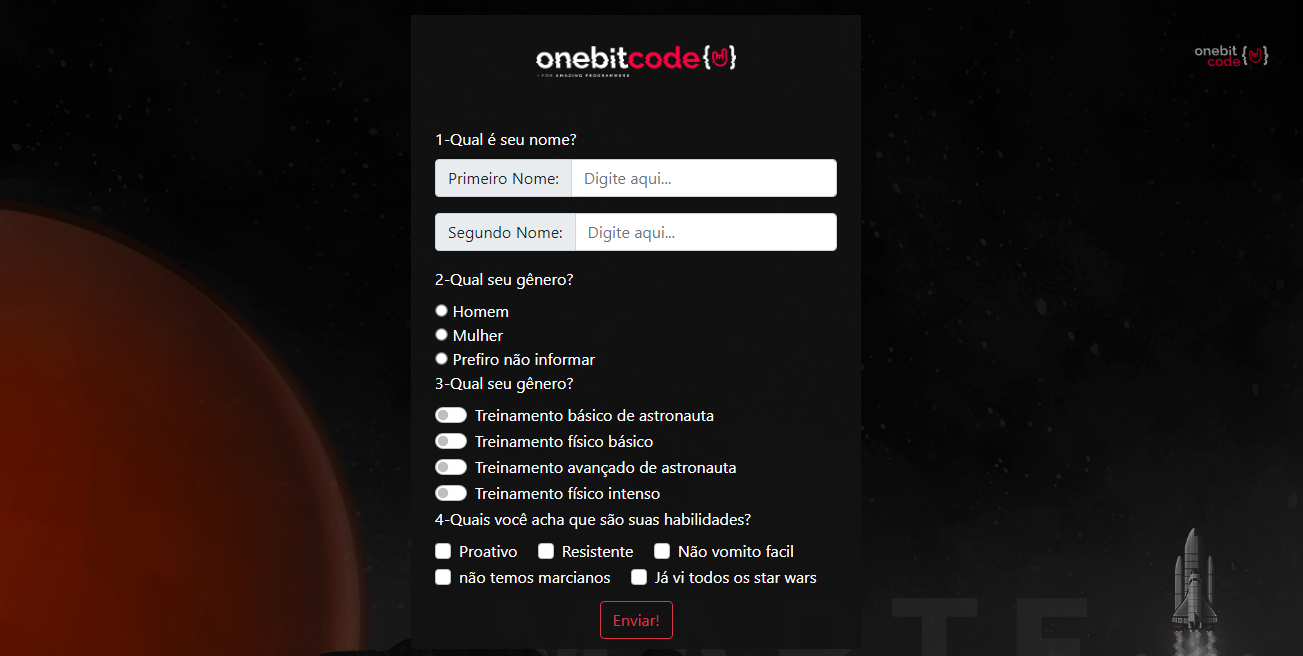 onebitcode{ }
FOR AMAZING PROGRAMMERS
onebit
code { }
1-Qual é seu nome?
Primeiro Nome: Digite aqui...
Segundo Nome: Digite aqui...
2-Qual seu gênero?
Homem
Mulher
Prefiro não informar
3-Qual seu gênero?
Treinamento básico de astronauta
Treinamento físico básico
Treinamento avançado de astronauta
Treinamento físico intenso
4-Quais você acha que são suas habilidades?
Proativo Resistente Não vomito facil
não temos marcianos Já vi todos os star wars
Enviar!